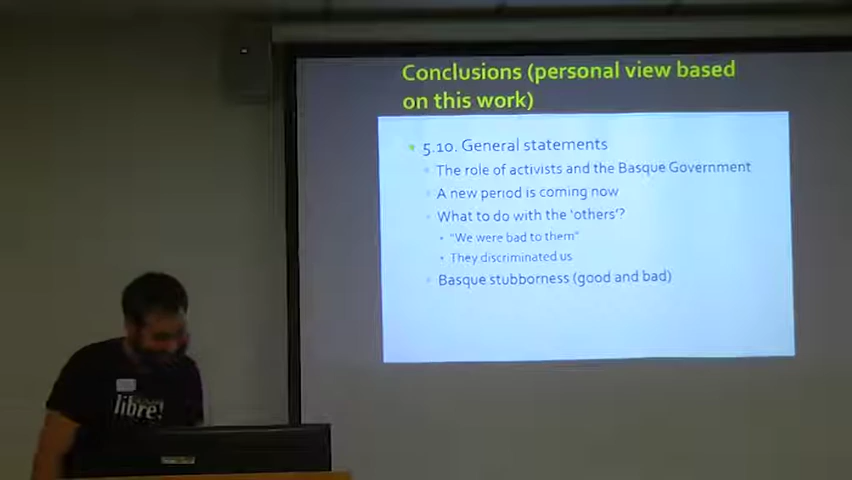 Conclusions (personal view based
on this work)
5.10. General statements
The role of activists and the Basque Government
A new period is coming now
What to do with the 'others'?
"We were bad to them"
They discriminated us
Basque stubborness (good and bad)
libre!